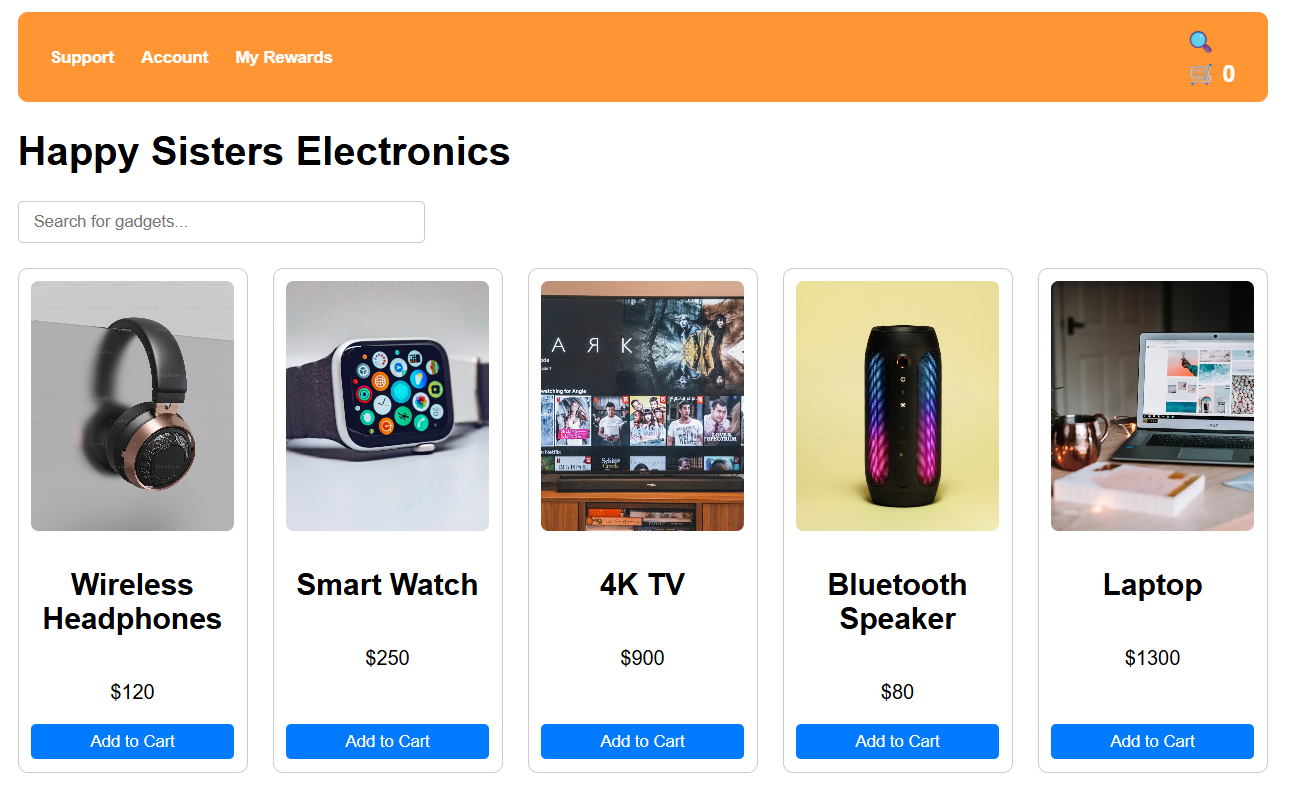 Support Account My Rewards
0
Happy Sisters Electronics
Search for gadgets...
ARK
Wireless
Headphones
$120
Add to Cart
Smart Watch
$250
Add to Cart
4K TV
$900
Add to Cart
Bluetooth
Speaker
$80
Add to Cart
Laptop
$1300
Add to Cart